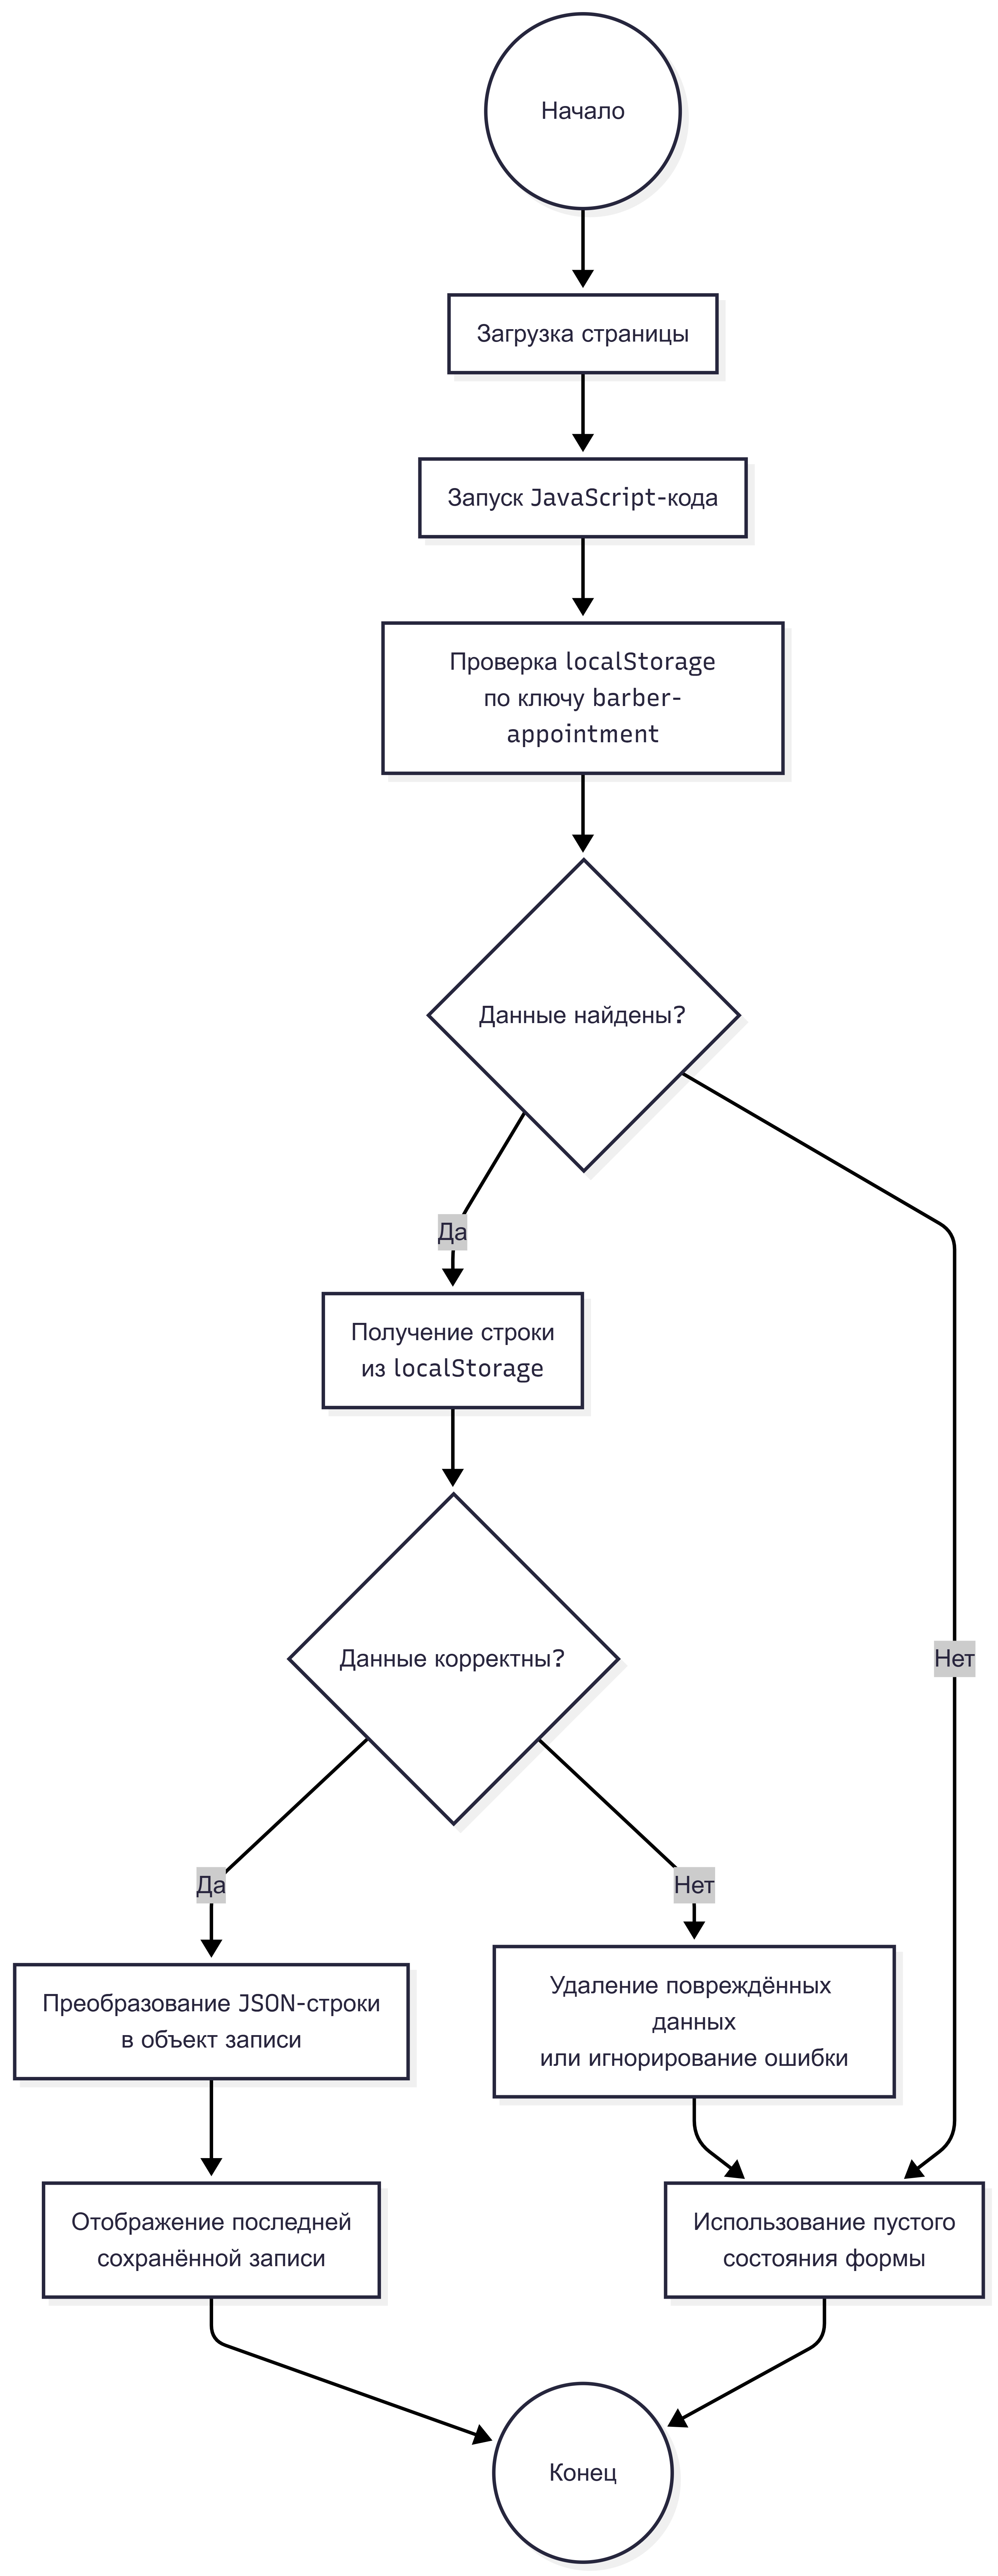 Начало
Загрузка страницы
Запуск JavaScript-кода
Проверка localStorage
по ключу barber-
appointment
Данные найдены?
Да
Получение строки
из localStorage
Данные корректны?
Нет
Да
Нет
Преобразование JSON-строки
в объект записи
Удаление повреждённых
данных
или игнорирование ошибки
Отображение последней
сохранённой записи
Использование пустого
состояния формы
Конец